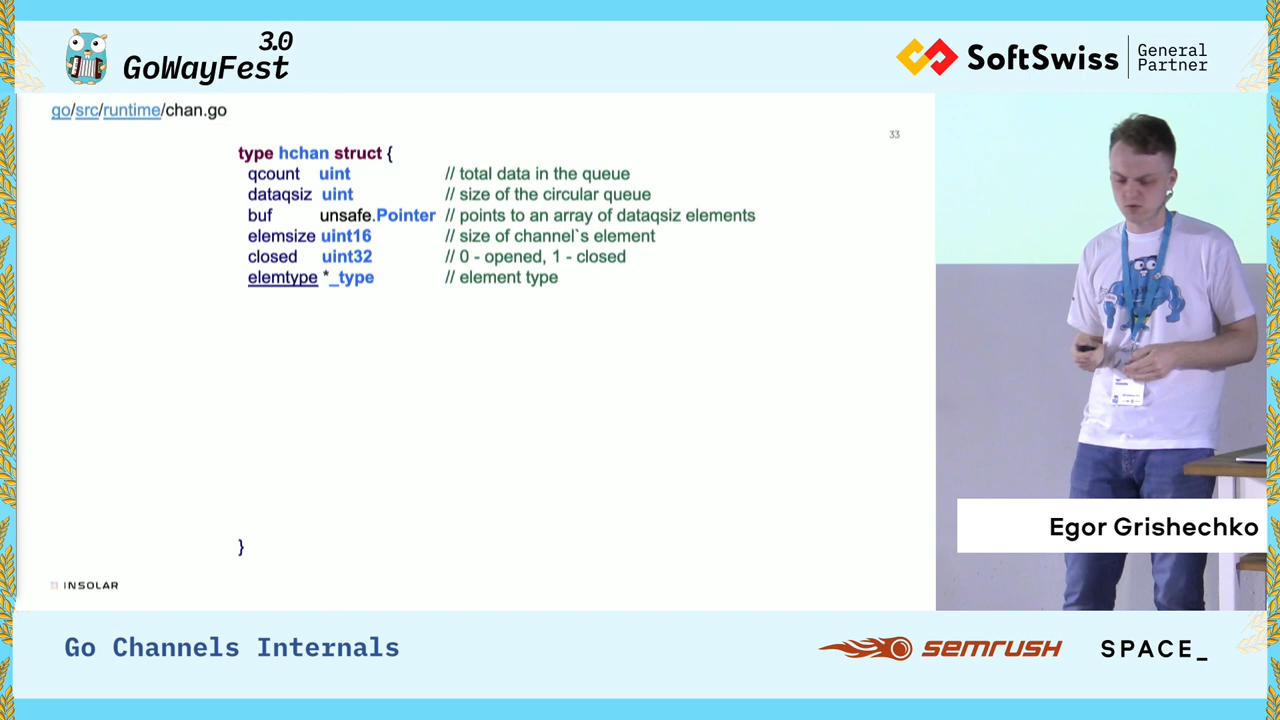 3.0
GoWayFest
SoftSwiss
General
Partner
go/src/runtime/chan.go
33
type hchan struct {
qcount uint // total data in the queue
dataqsiz uint // size of the circular queue
buf unsafe.Pointer // points to an array of dataqsiz elements
elemsize uint16 // size of channel`s element
closed uint32 // 0 - opened, 1 - closed
elemtype *_type // element type
}
INSOLAR
Egor Grishechko
Go Channels Internals
semrush
SPACE_